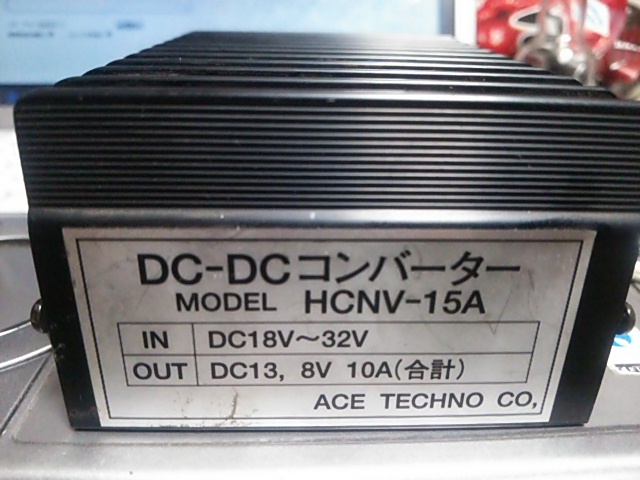 DC-DCコンバーター
MODEL HCNV-15A
IN DC18V～32V
OUT DC13, 8V 10A(合計)
ACE TECHNO CO,